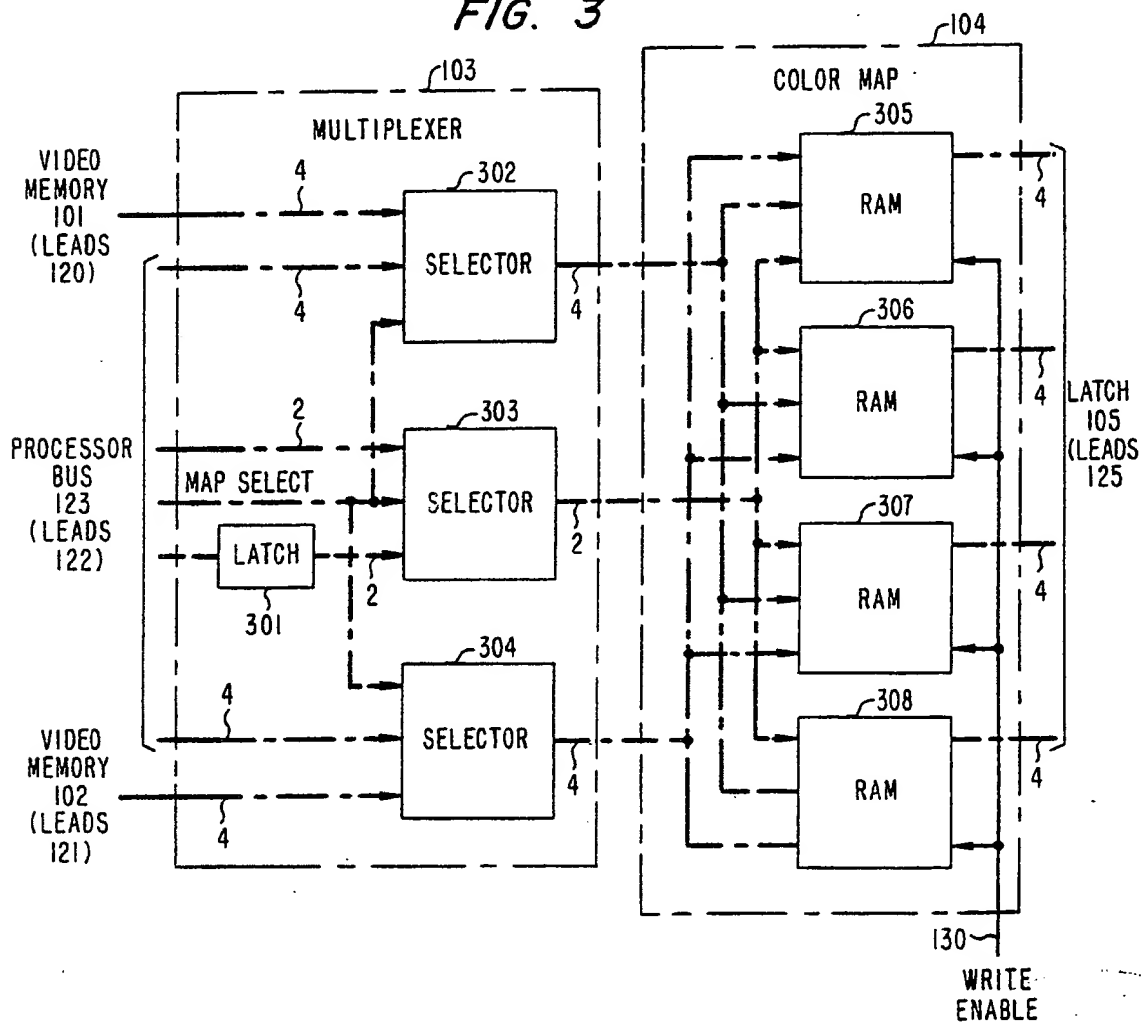 FIG. 3
103
MULTIPLEXER
104
COLOR MAP
VIDEO
MEMORY
101
(LEADS
120)
4
4
302
SELECTOR
4
305
RAM
4
306
RAM
4
PROCESSOR
BUS
123
(LEADS
122)
2
MAP SELECT
LATCH
301
2
303
SELECTOR
2
307
RAM
4
LATCH
105
(LEADS
125
VIDEO
MEMORY
102
(LEADS
121)
4
4
304
SELECTOR
4
308
RAM
4
130
WRITE
ENABLE